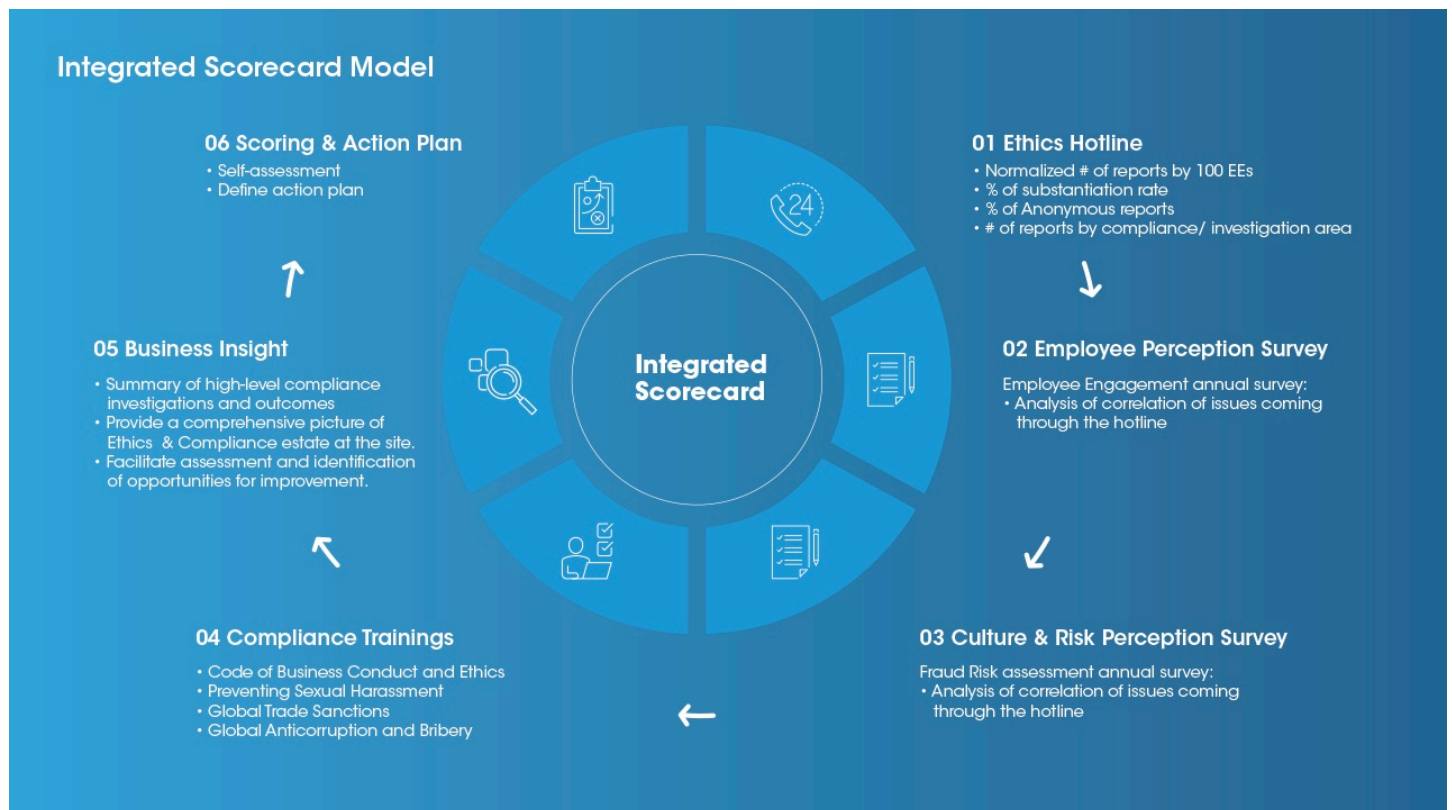 Integrated Scorecard Model
06 Scoring & Action Plan
• Self-assessment
• Define action plan
24
01 Ethics Hotline
• Normalized # of reports by 100 EEs
• % of substantiation rate
• % of Anonymous reports
• # of reports by compliance/ investigation area
05 Business Insight
• Summary of high-level compliance
investigations and outcomes
• Provide a comprehensive picture of
Ethics & Compliance estate at the site.
• Facilitate assessment and identification
of opportunities for improvement.
Integrated
Scorecard
02 Employee Perception Survey
Employee Engagement annual survey:
• Analysis of correlation of issues coming
through the hotline
04 Compliance Trainings
• Code of Business Conduct and Ethics
• Preventing Sexual Harassment
• Global Trade Sanctions
• Global Anticorruption and Bribery
03 Culture & Risk Perception Survey
Fraud Risk assessment annual survey:
• Analysis of correlation of issues coming
through the hotline